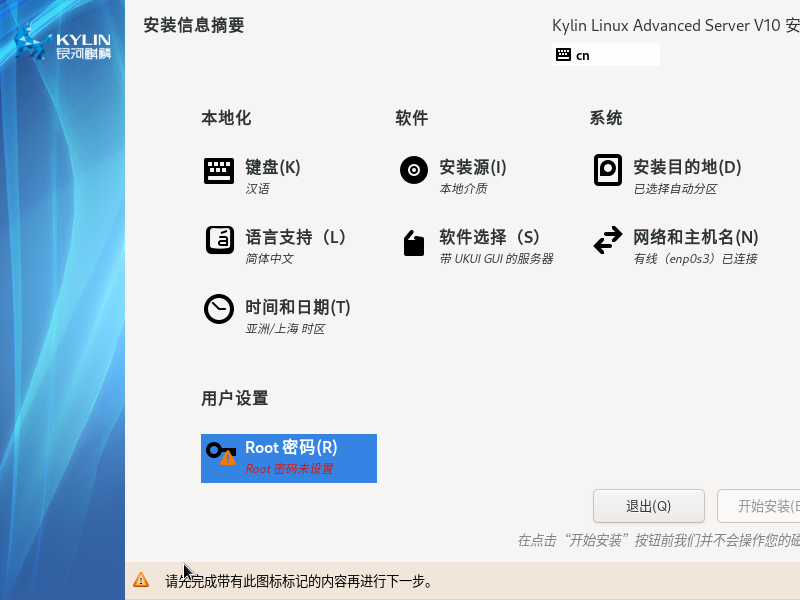 KYLIN
银河麒麟
安装信息摘要
Kylin Linux Advanced Server V10 安
cn
本地化
软件
系统
键盘(K)
汉语
安装源(I)
本地介质
安装目的地(D)
已选择自动分区
语言支持（L）
简体中文
软件选择（S）
带 UKUI GUI 的服务器
网络和主机名(N)
有线（enp0s3）已连接
时间和日期(T)
亚洲/上海 时区
用户设置
Root 密码(R)
Root 密码未设置
退出(Q)
开始安装(B
在点击“开始安装”按钮前我们并不会操作您的磁
请先完成带有此图标标记的内容再进行下一步。